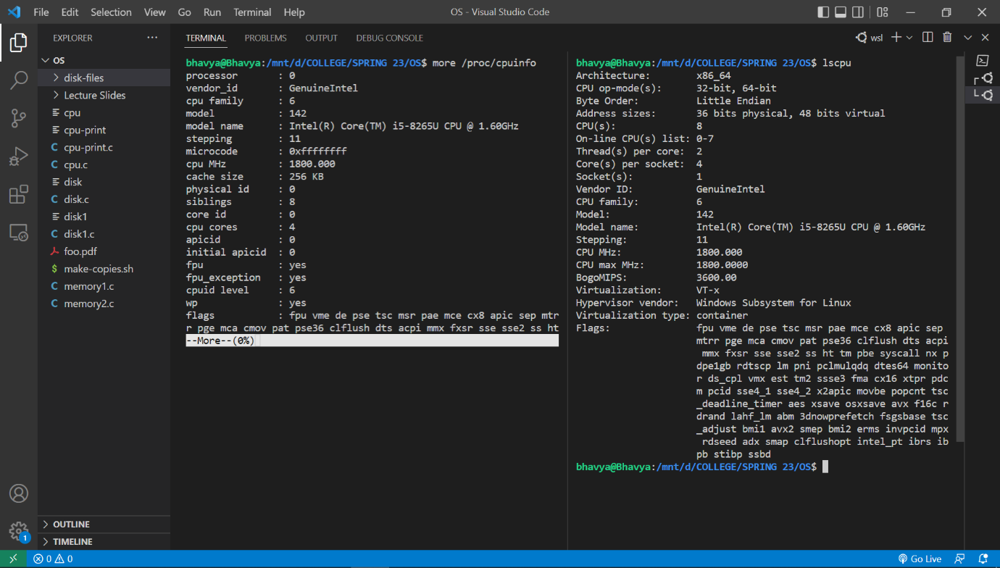 File Edit Selection View Go Run Terminal Help
OS - Visual Studio Code
EXPLORER
OS
disk-files
Lecture Slides
cpu
cpu-print
cpu-print.c
cpu.c
disk
disk.c
disk1
disk1.c
foo.pdf
make-copies.sh
memory1.c
memory2.c
OUTLINE
TIMELINE
TERMINAL PROBLEMS OUTPUT DEBUG CONSOLE
wsl
bhavya@Bhavya:/mnt/d/COLLEGE/SPRING 23/OS$ more /proc/cpuinfo
processor : 0
vendor_id : GenuineIntel
cpu family : 6
model : 142
model name : Intel(R) Core(TM) i5-8265U CPU @ 1.60GHz
stepping : 11
microcode : 0xffffffff
cpu MHz : 1800.000
cache size : 256 KB
physical id : 0
siblings : 8
core id : 0
cpu cores : 4
apicid : 0
initial apicid : 0
fpu : yes
fpu_exception : yes
cpuid level : 6
wp : yes
flags : fpu vme de pse tsc msr pae mce cx8 apic sep mtr
r pge mca cmov pat pse36 clflush dts acpi mmx fxsr sse sse2 ss ht
--More--(0%)
bhavya@Bhavya:/mnt/d/COLLEGE/SPRING 23/OS$ lscpu
Architecture: x86_64
CPU op-mode(s): 32-bit, 64-bit
Byte Order: Little Endian
Address sizes: 36 bits physical, 48 bits virtual
CPU(s): 8
On-line CPU(s) list: 0-7
Thread(s) per core: 2
Core(s) per socket: 4
Socket(s): 1
Vendor ID: GenuineIntel
CPU family: 6
Model: 142
Model name: Intel(R) Core(TM) i5-8265U CPU @ 1.60GHz
Stepping: 11
CPU MHz: 1800.000
CPU max MHz: 1800.0000
BogoMIPS: 3600.00
Virtualization: VT-x
Hypervisor vendor: Windows Subsystem for Linux
Virtualization type: container
Flags: fpu vme de pse tsc msr pae mce cx8 apic sep
mtrr pge mca cmov pat pse36 clflush dts acpi
mmx fxsr sse sse2 ss ht tm pbe syscall nx p
dpe1gb rdtscp lm pni pclmulqdq dtes64 monito
r ds_cpl vmx est tm2 ssse3 fma cx16 xtpr pdc
m pcid sse4_1 sse4_2 x2apic movbe popcnt tsc
_deadline_timer aes xsave osxsave avx f16c r
drand lahf_lm abm 3dnowprefetch fsgsbase tsc
_adjust bmi1 avx2 smep bmi2 erms invpcid mpx
rdseed adx smap clflushopt intel_pt ibrs ib
pb stibp ssbd
bhavya@Bhavya:/mnt/d/COLLEGE/SPRING 23/OS$
1
0 0
Go Live